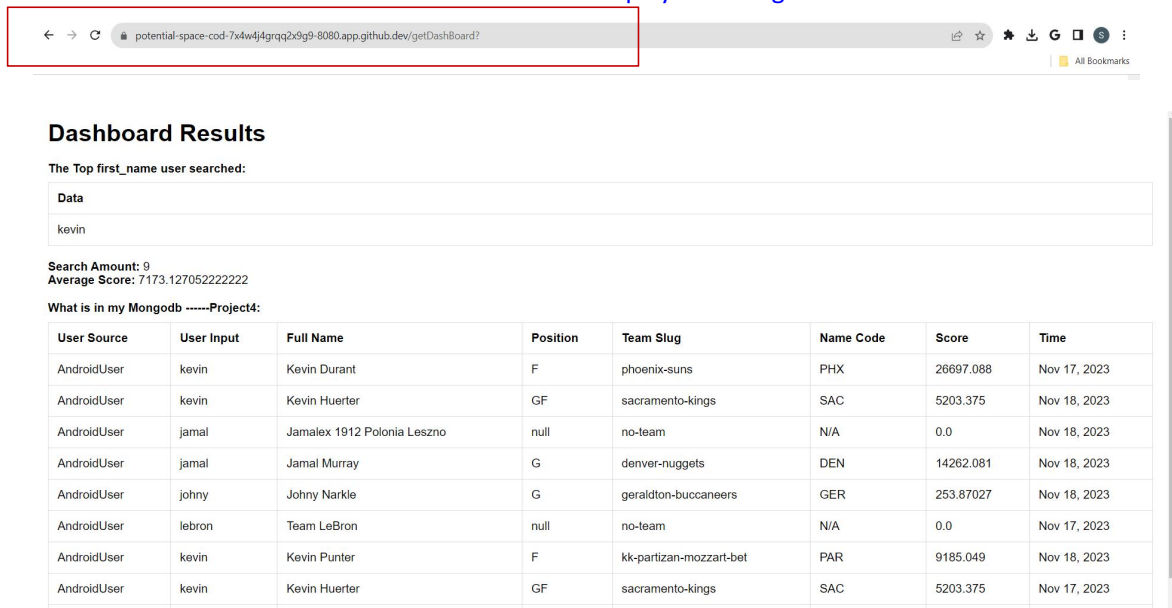 potential-space-cod-7x4w4j4grqq2x9g9-8080.app.github.dev/getDashBoard?
G S
All Bookmarks
Dashboard Results
The Top first_name user searched:
Data
kevin
Search Amount: 9
Average Score: 7173.127052222222
What is in my Mongodb ------Project4:
User Source User Input Full Name Position Team Slug Name Code Score Time
AndroidUser kevin Kevin Durant F phoenix-suns PHX 26697.088 Nov 17, 2023
AndroidUser kevin Kevin Huerter GF sacramento-kings SAC 5203.375 Nov 18, 2023
AndroidUser jamal Jamalex 1912 Polonia Leszno null no-team N/A 0.0 Nov 18, 2023
AndroidUser jamal Jamal Murray G denver-nuggets DEN 14262.081 Nov 18, 2023
AndroidUser johny Johny Narkle G geraldton-buccaneers GER 253.87027 Nov 18, 2023
AndroidUser lebron Team LeBron null no-team N/A 0.0 Nov 17, 2023
AndroidUser kevin Kevin Punter F kk-partizan-mozzart-bet PAR 9185.049 Nov 18, 2023
AndroidUser kevin Kevin Huerter GF sacramento-kings SAC 5203.375 Nov 17, 2023